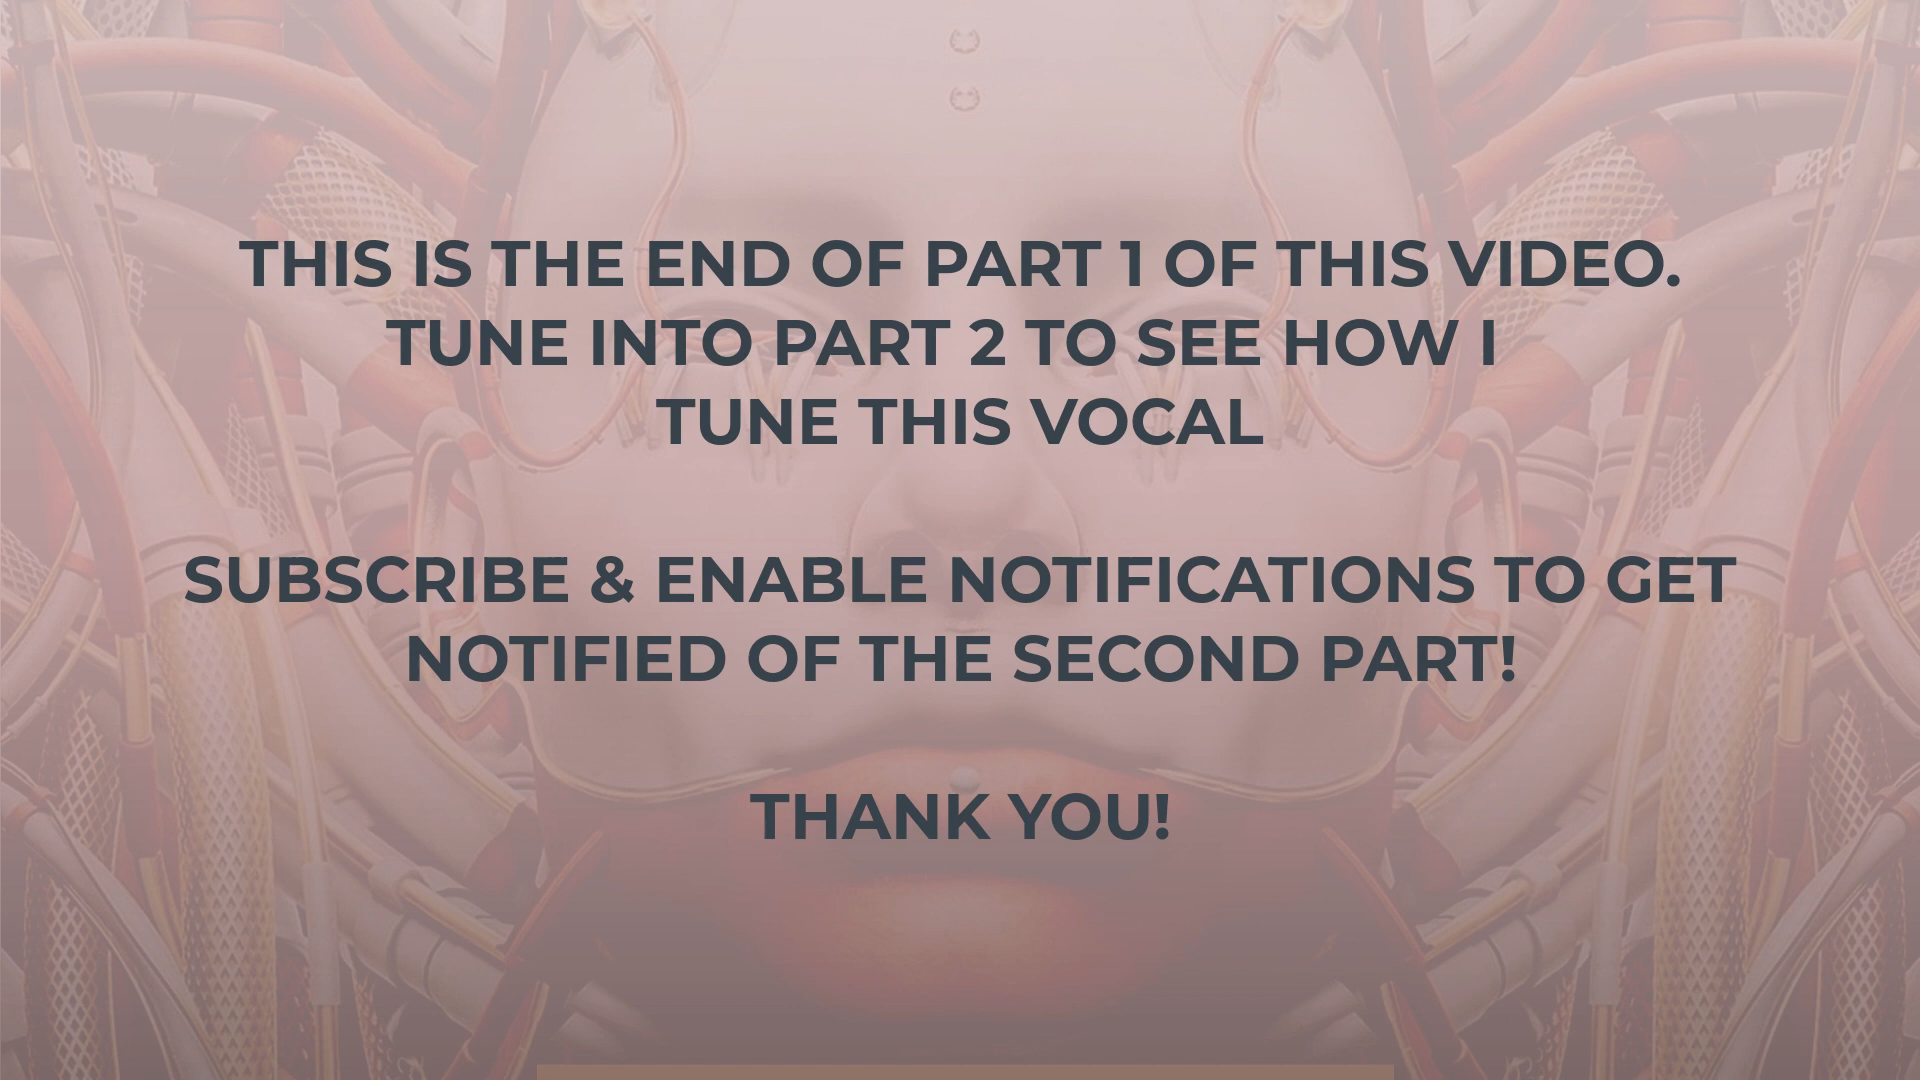 THIS IS THE END OF PART 1 OF THIS VIDEO.
TUNE INTO PART 2 TO SEE HOW I
TUNE THIS VOCAL
SUBSCRIBE & ENABLE NOTIFICATIONS TO GET
NOTIFIED OF THE SECOND PART!
THANK YOU!